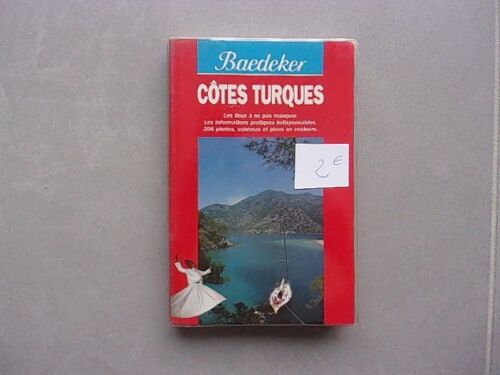 Baedeker
CÔTES TURQUES
Les lieux à ne pas manquer.
Les informations pratiques indispensables.
206 photos, schémas et plans en couleurs.
2 €